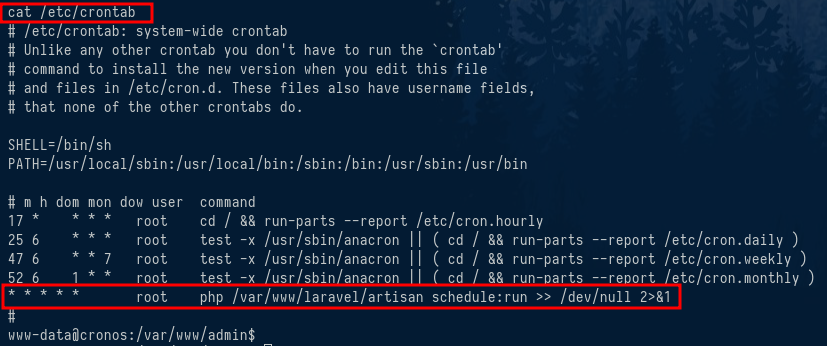 cat /etc/crontab
# /etc/crontab: system-wide crontab
# Unlike any other crontab you don't have to run the `crontab'
# command to install the new version when you edit this file
# and files in /etc/cron.d. These files also have username fields,
# that none of the other crontabs do.

SHELL=/bin/sh
PATH=/usr/local/sbin:/usr/local/bin:/sbin:/bin:/usr/sbin:/usr/bin

# m h dom mon dow user  command
17 *    * * *   root    cd / && run-parts --report /etc/cron.hourly
25 6    * * *   root    test -x /usr/sbin/anacron || ( cd / && run-parts --report /etc/cron.daily )
47 6    * * 7   root    test -x /usr/sbin/anacron || ( cd / && run-parts --report /etc/cron.weekly )
52 6    1 * *   root    test -x /usr/sbin/anacron || ( cd / && run-parts --report /etc/cron.monthly )
* * * * *       root    php /var/www/laravel/artisan schedule:run >> /dev/null 2>&1
#
www-data@cronos:/var/www/admin$